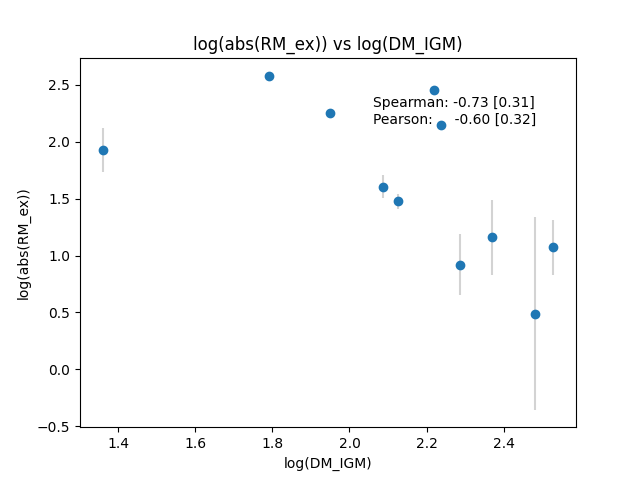 log(abs(RM_ex)) vs log(DM_IGM)
2.5
2.0
1.5
1.0
0.5
0.0
−0.5
log(abs(RM_ex))
Spearman: -0.73 [0.31]
Pearson: -0.60 [0.32]
1.4 1.6 1.8 2.0 2.2 2.4
log(DM_IGM)